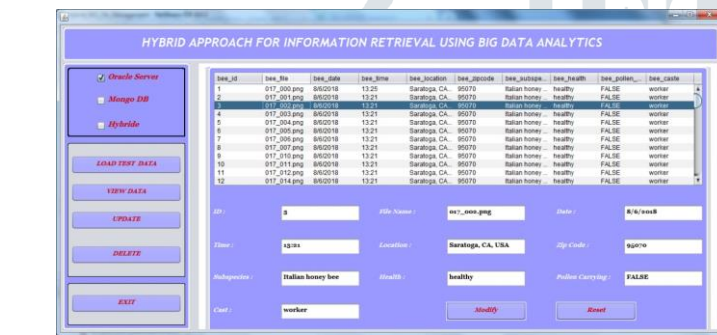 HYBRID APPROACH FOR INFORMATION RETRIEVAL USING BIG DATA ANALYTICS
Oracle Server
Mongo DB
Hybride
LOAD TEST DATA
VIEW DATA
UPDATE
DELETE
EXIT
bee_id bee_file bee_date bee_time bee_location bee_zipcode bee_subspe... bee_health bee_pollen_... bee_caste
1 017_000.png 8/6/2018 13:25 Saratoga, CA... 95070 Italian honey ... healthy FALSE worker
2 017_001.png 8/6/2018 13:25 Saratoga, CA... 95070 Italian honey ... healthy FALSE worker
3 017_002.png 8/6/2018 13:21 Saratoga, CA... 95070 Italian honey ... healthy FALSE worker
4 017_003.png 8/6/2018 13:21 Saratoga, CA... 95070 Italian honey ... healthy FALSE worker
5 017_004.png 8/6/2018 13:21 Saratoga, CA... 95070 Italian honey ... healthy FALSE worker
6 017_005.png 8/6/2018 13:21 Saratoga, CA... 95070 Italian honey ... healthy FALSE worker
7 017_006.png 8/6/2018 13:21 Saratoga, CA... 95070 Italian honey ... healthy FALSE worker
8 017_007.png 8/6/2018 13:21 Saratoga, CA... 95070 Italian honey ... healthy FALSE worker
9 017_010.png 8/6/2018 13:21 Saratoga, CA... 95070 Italian honey ... healthy FALSE worker
10 017_011.png 8/6/2018 13:21 Saratoga, CA... 95070 Italian honey ... healthy FALSE worker
11 017_012.png 8/6/2018 13:21 Saratoga, CA... 95070 Italian honey ... healthy FALSE worker
12 017_014.png 8/6/2018 13:21 Saratoga, CA... 95070 Italian honey ... healthy FALSE worker
ID : 3 File Name : 017_002.png Date : 8/6/2018
Time : 13:21 Location : Saratoga, CA, USA Zip Code : 95070
Subspecies : Italian honey bee Health : healthy Pollen Carrying : FALSE
Cast : worker Modify Reset